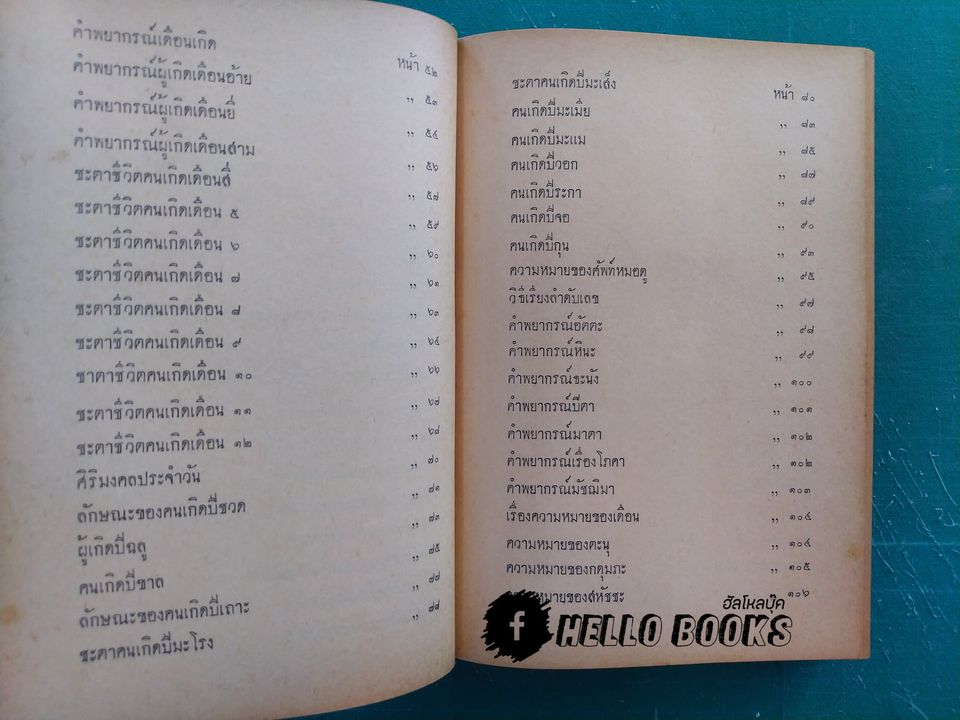 คำพยากรณ์เดือนเกิด หน้า ๕๒
คำพยากรณ์ผู้เกิดเดือนอ้าย ,, ๕๓
คำพยากรณ์ผู้เกิดเดือนยี่ ,, ๕๔
คำพยากรณ์ผู้เกิดเดือนสาม ,, ๕๖
ชะตาชีวิตคนเกิดเดือนสี่ ,, ๕๗
ชะตาชีวิตคนเกิดเดือน ๕ ,, ๕๙
ชะตาชีวิตคนเกิดเดือน ๖ ,, ๖๐
ชะตาชีวิตคนเกิดเดือน ๗ ,, ๖๑
ชะตาชีวิตคนเกิดเดือน ๘ ,, ๖๓
ชะตาชีวิตคนเกิดเดือน ๙ ,, ๖๔
ชาตาชีวิตคนเกิดเดือน ๑๐ ,, ๖๖
ชะตาชีวิตคนเกิดเดือน ๑๑ ,, ๖๗
ชะตาชีวิตคนเกิดเดือน ๑๒ ,, ๖๘
ศิริมงคลประจำวัน ,, ๗๐
ลักษณะของคนเกิดปีชวด ,, ๗๑
ผู้เกิดปีฉลู ,, ๗๓
คนเกิดปีขาล ,, ๗๕
ลักษณะของคนเกิดปีเถาะ ,, ๗๗
ชะตาคนเกิดปีมะโรง ,, ๗๘
ชะตาคนเกิดปีมะเส็ง หน้า ๘๐
คนเกิดปีมะเมีย ,, ๘๓
คนเกิดปีมะแม ,, ๘๕
คนเกิดปีวอก ,, ๘๗
คนเกิดปีระกา ,, ๘๙
คนเกิดปีจอ ,, ๙๐
คนเกิดปีกุน ,, ๙๓
ความหมายของศัพท์หมอดู ,, ๙๕
วิธีเรียงลำดับเลข ,, ๙๗
คำพยากรณ์อัตตะ ,, ๙๘
คำพยากรณ์หินะ ,, ๙๙
คำพยากรณ์ธะนัง ,, ๑๐๐
คำพยากรณ์ปีตา ,, ๑๐๑
คำพยากรณ์มาตา ,, ๑๐๒
คำพยากรณ์เรื่องโภคา ,, ๑๐๒
คำพยากรณ์มัชฌิมา ,, ๑๐๓
เรื่องความหมายของเดือน ,, ๑๐๔
ความหมายของตะนุ ,, ๑๐๔
ความหมายของกดุมภะ ,, ๑๐๕
หมายของสหัชชะ ,, ๑๐๖
ฮัลโหลบุ๊ค
f HELLO BOOKS